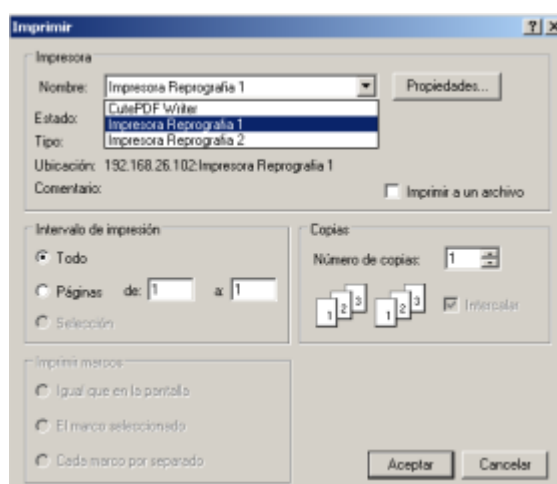 Imprimir
Impresora
Nombre: Impresora Reprografia 1 Propiedades...
CutePDF Writer
Estado: Impresora Reprografia 1
Tipo: Impresora Reprografia 2
Ubicación: 192.168.26.102:Impresora Reprografia 1
Comentario: Imprimir a un archivo
Intervalo de impresión Copias
Todo Número de copias: 1
Páginas de: 1 a: 1
1 2 3 1 2 3 Intercalar
Selección
Imprimir marcos
Igual que en la pantalla
El marco seleccionado
Cada marco por separado
Aceptar Cancelar